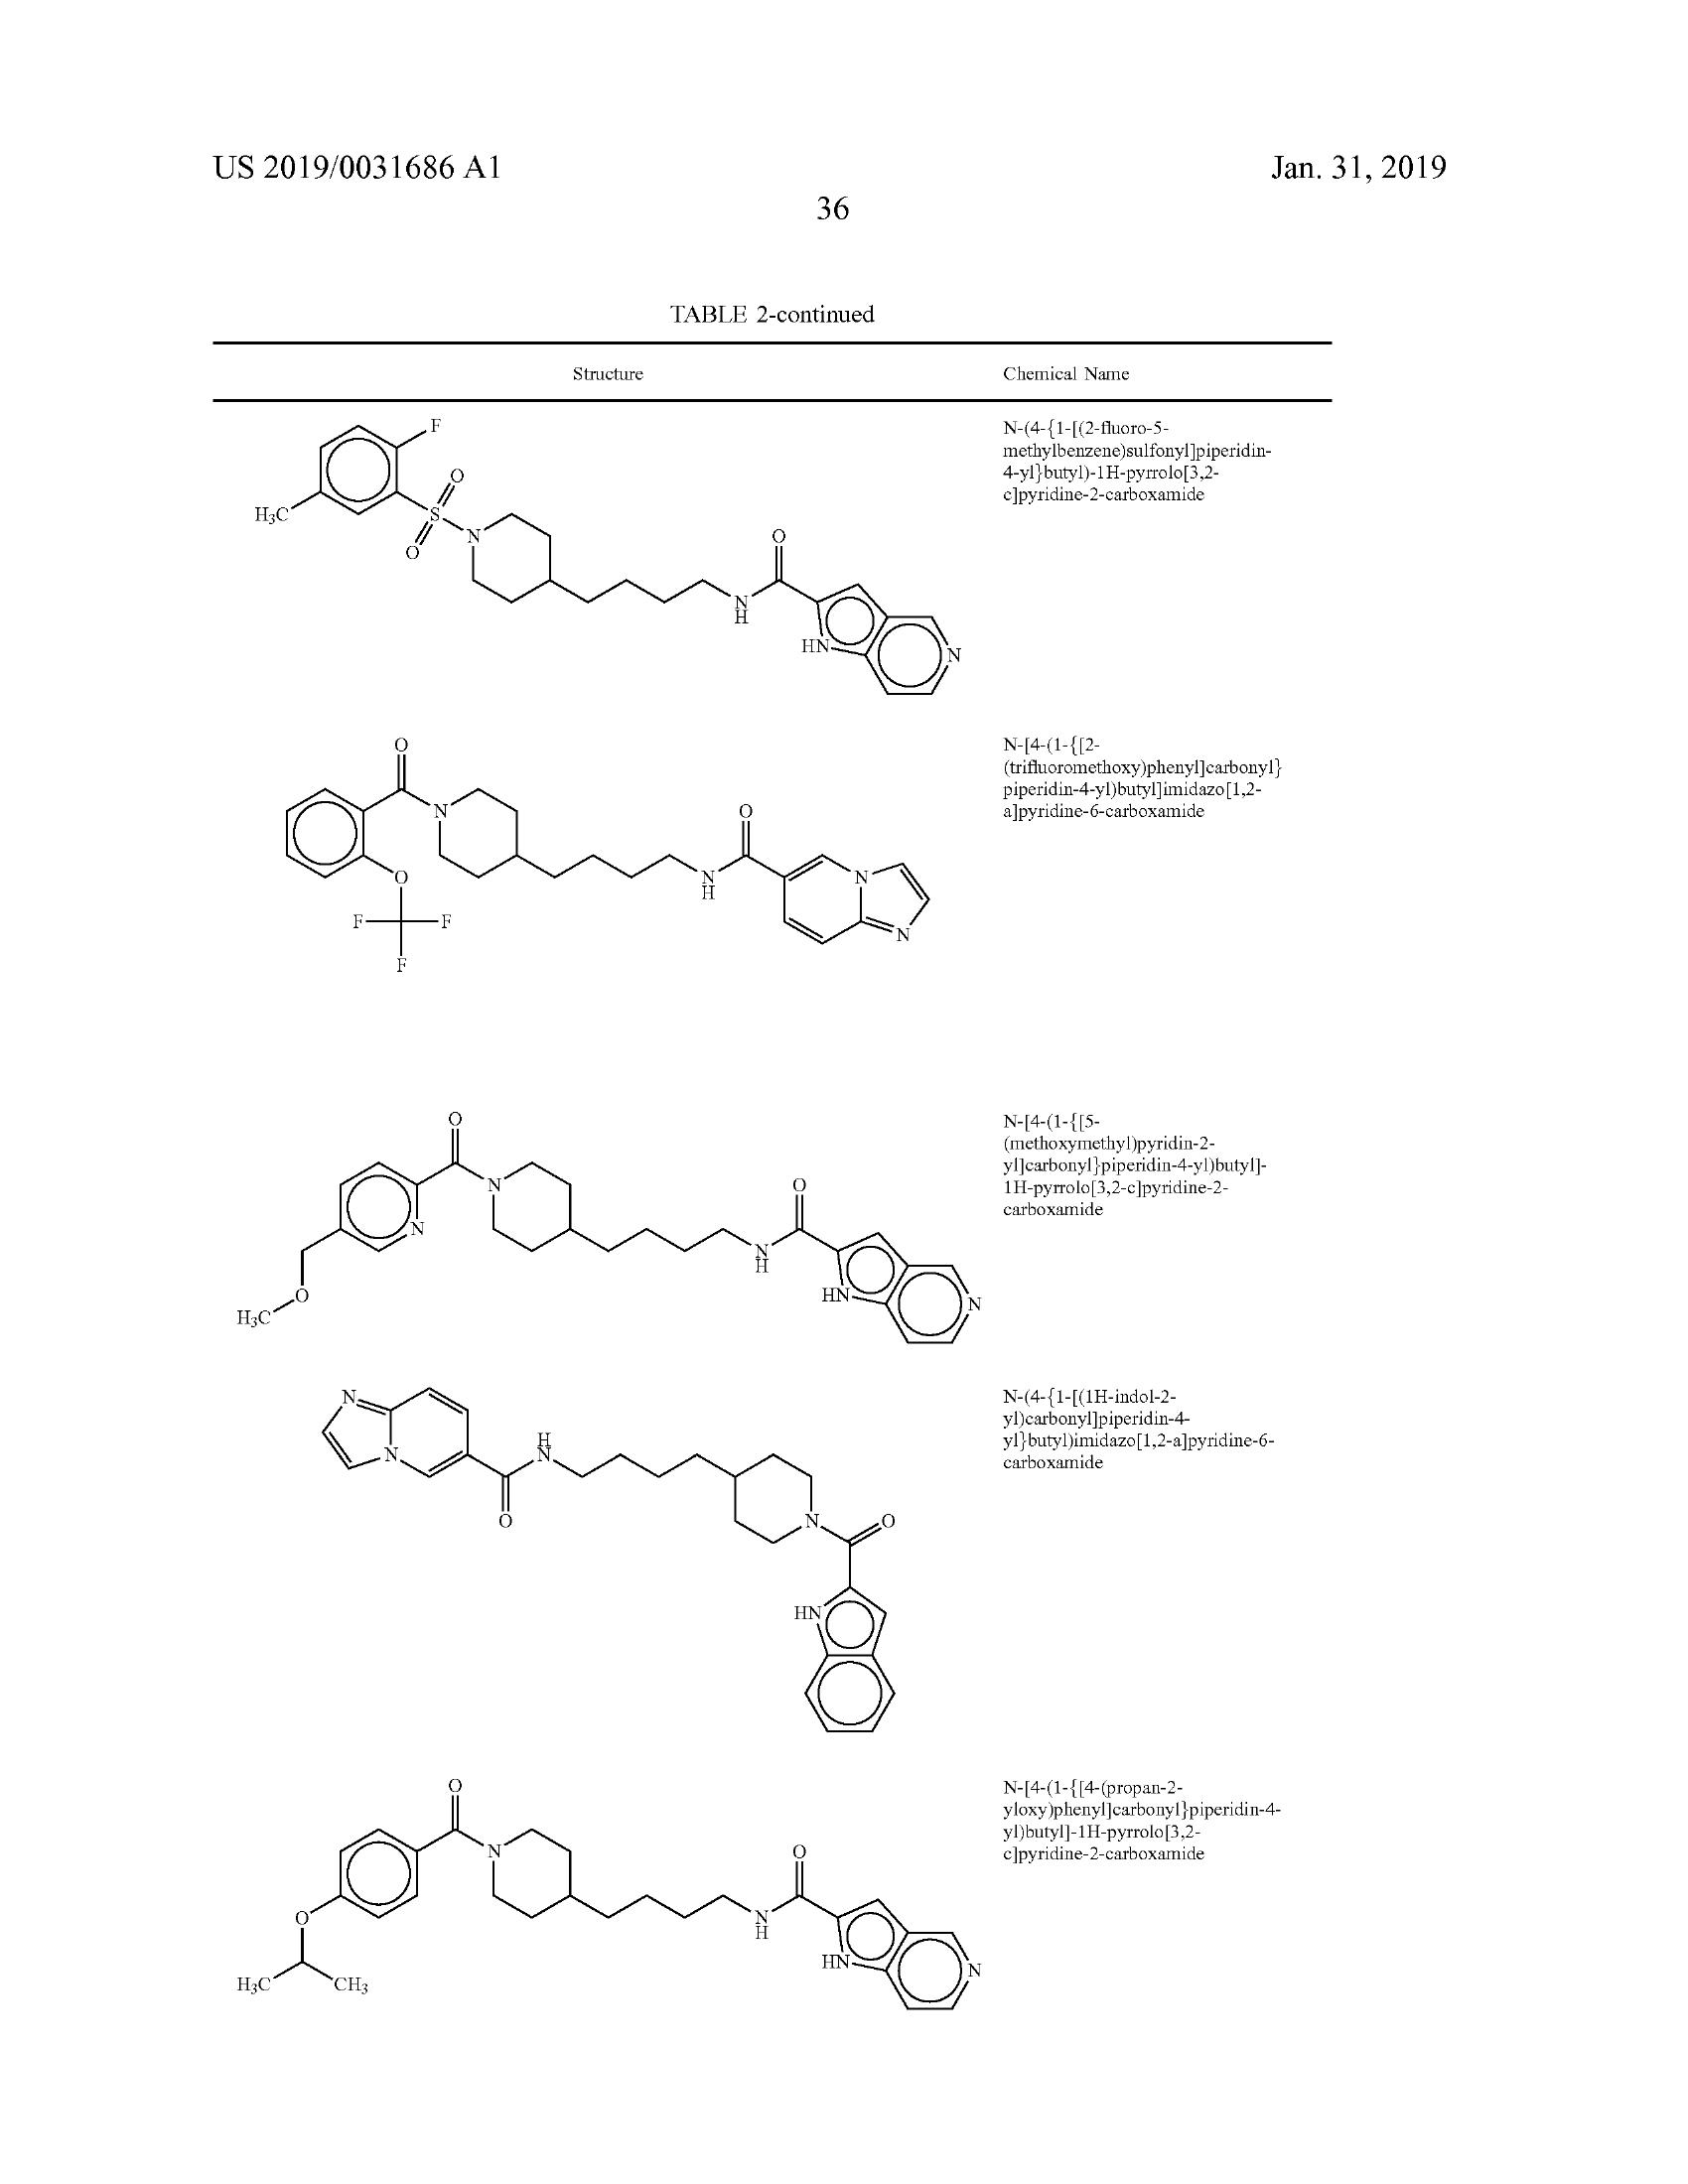 US 2019/0031686 A1
Jan. 31, 2019
36
TABLE 2-continued
Structure
Chemical Name
F
O
S
O
H3C
N
O
N
H
HN
N
N-(4-{1-[(2-fluoro-5-
methylbenzene)sulfonyl]piperidin-
4-yl}butyl)-1H-pyrrolo[3,2-
c]pyridine-2-carboxamide
O
N
O
O
N
H
N
N
F
F
F
N-[4-(1-{[2-
(trifluoromethoxy)phenyl]carbonyl}
piperidin-4-yl)butyl]imidazo[1,2-
a]pyridine-6-carboxamide
O
N
N
O
N
H
O
H3C
HN
N
N-[4-(1-{[5-
(methoxymethyl)pyridin-2-
yl]carbonyl}piperidin-4-yl)butyl]-
1H-pyrrolo[3,2-c]pyridine-2-
carboxamide
N
N
H
N
O
N
O
HN
N-(4-{1-[(1H-indol-2-
yl)carbonyl]piperidin-4-
yl}butyl)imidazo[1,2-a]pyridine-6-
carboxamide
O
N
O
O
N
H
HN
N
H3C
CH3
N-[4-(1-{[4-(propan-2-
yloxy)phenyl]carbonyl}piperidin-4-
yl)butyl]-1H-pyrrolo[3,2-
c]pyridine-2-carboxamide